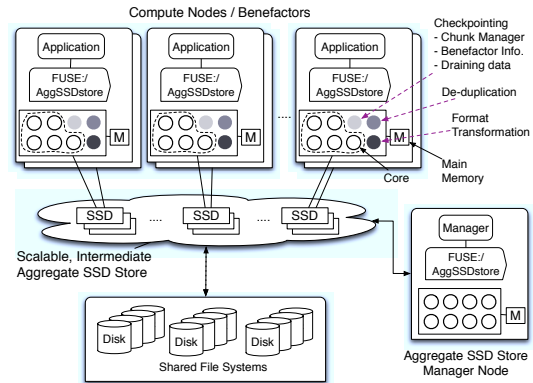 Compute Nodes / Benefactors
Checkpointing
- Chunk Manager
- Benefactor Info.
- Draining data
De-duplication
Format
Transformation
Main
Memory
Core
Application
FUSE:/
AggSSDstore
Application
FUSE:/
AggSSDstore
....
Application
FUSE:/
AggSSDstore
M
M
M
SSD
....
SSD
....
SSD
Scalable, Intermediate
Aggregate SSD Store
Manager
FUSE:/
AggSSDstore
M
Aggregate SSD Store
Manager Node
Disk
Disk
Disk
Shared File Systems